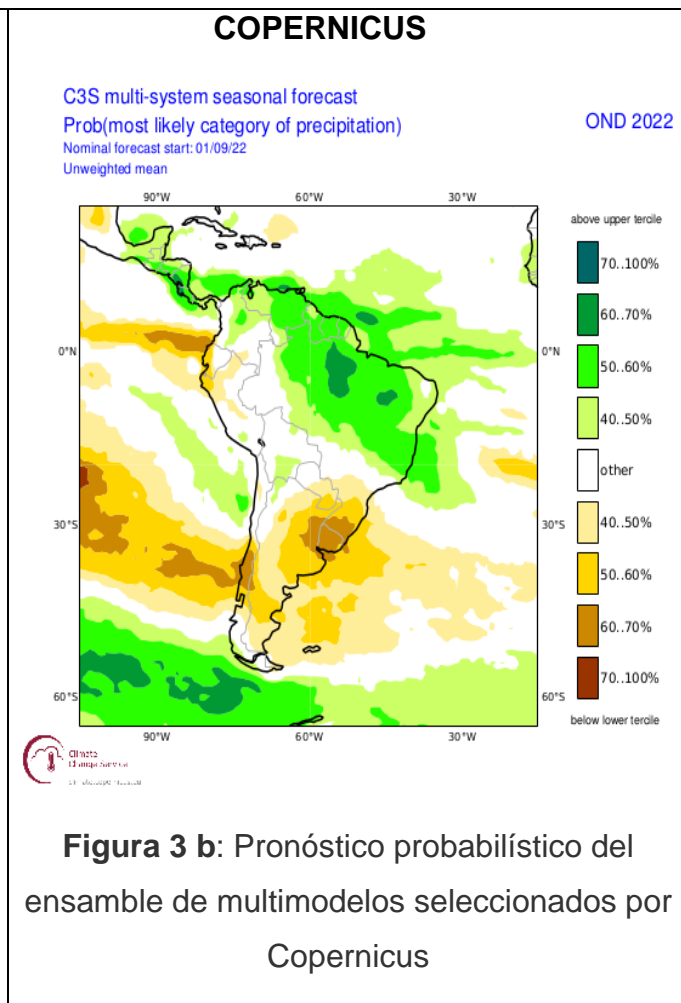 COPERNICUS
C3S multi-system seasonal forecast
Prob(most likely category of precipitation)
OND 2022
Nominal forecast start: 01/09/22
Unweighted mean
90°W 60°W 30°W
above upper tercile
70..100%
60..70%
0°N 0°N
50..60%
40..50%
other
30°S 30°S
40..50%
50..60%
60..70%
70..100%
60°S 60°S
below lower tercile
90°W 60°W 30°W
Climate
Change Service
Figura 3 b: Pronóstico probabilístico del
ensamble de multimodelos seleccionados por
Copernicus